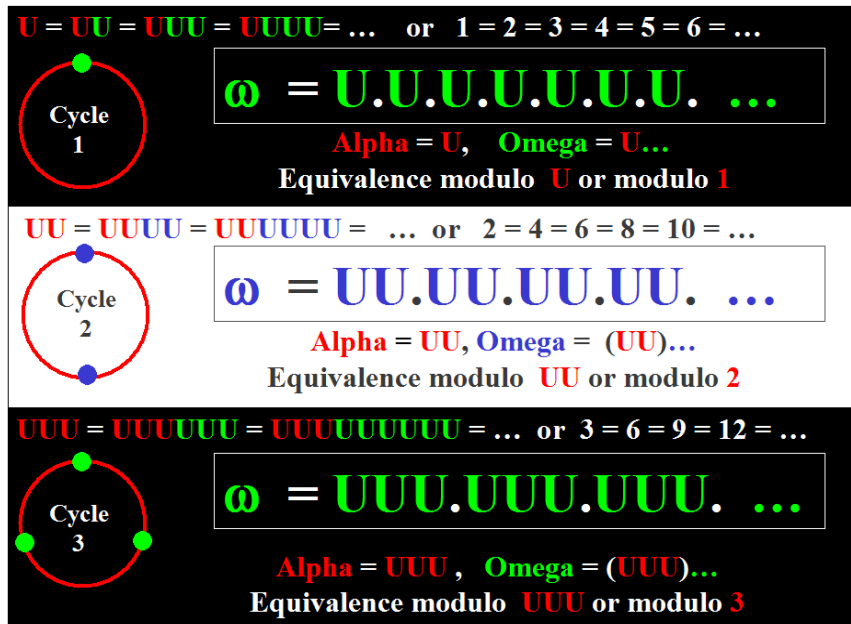 U = UU = UUU = UUUU= … or 1 = 2 = 3 = 4 = 5 = 6 = …
Cycle
1
ω = U.U.U.U.U.U.U. …
Alpha = U, Omega = U…
Equivalence modulo U or modulo 1
UU = UUUU = UUUUUU = … or 2 = 4 = 6 = 8 = 10 = …
Cycle
2
ω = UU.UU.UU.UU. …
Alpha = UU, Omega = (UU)…
Equivalence modulo UU or modulo 2
UUU = UUUUUU = UUUUUUUUU = … or 3 = 6 = 9 = 12 = …
Cycle
3
ω = UUU.UUU.UUU. …
Alpha = UUU , Omega = (UUU)…
Equivalence modulo UUU or modulo 3